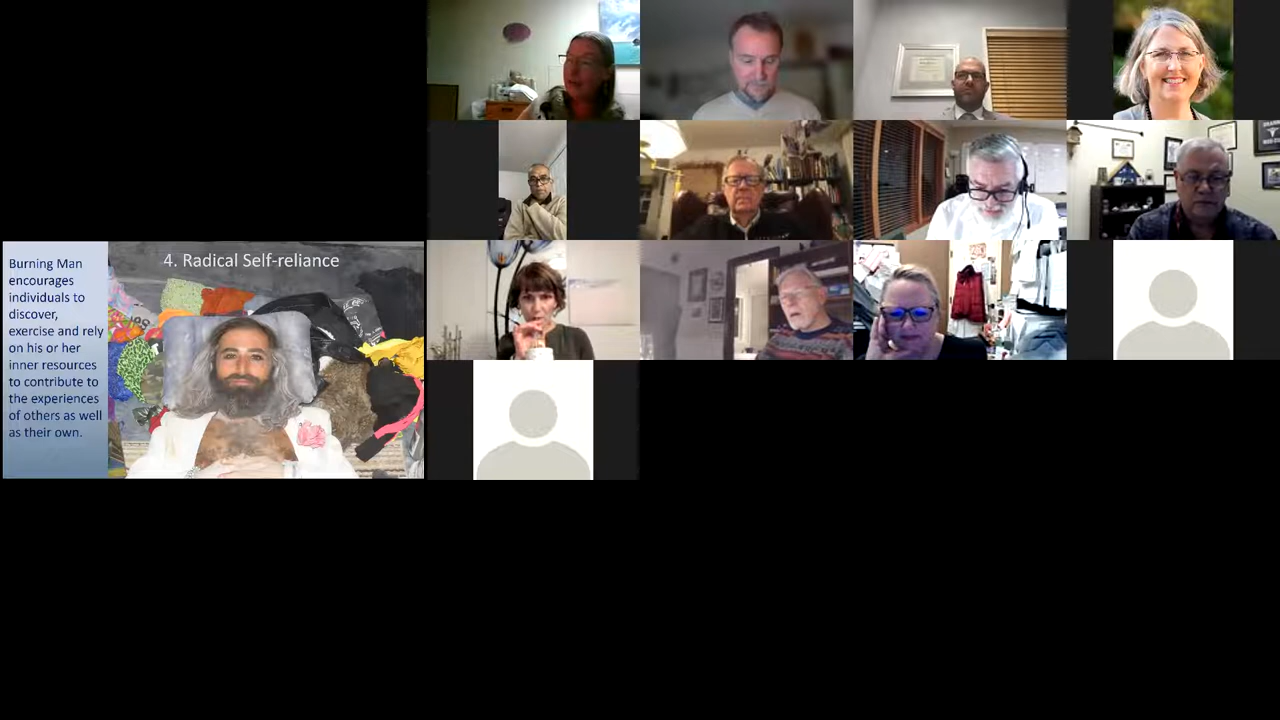 4. Radical Self-reliance
Burning Man
encourages
individuals to
discover,
exercise and rely
on his or her
inner resources
to contribute to
the experiences
of others as well
as their own.